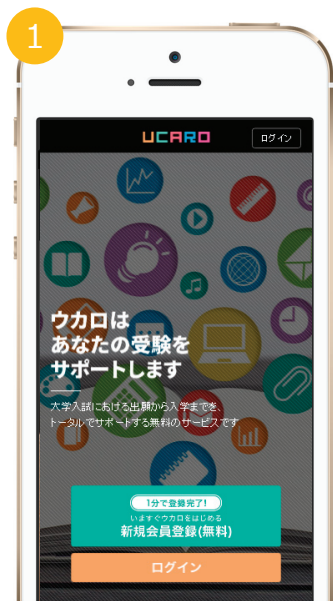 1
UCARO
ログイン
ウカロは
あなたの受験を
サポートします
大学入試における出願から入学までを、
トータルでサポートする無料のサービスです
1分で登録完了!
いますぐウカロをはじめる
新規会員登録(無料)
ログイン